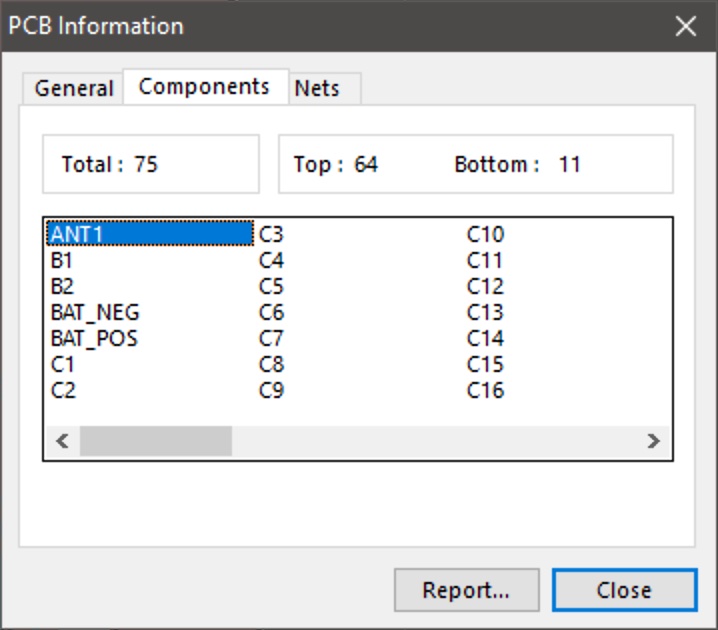 PCB Information
General Components Nets
Total : 75 Top : 64 Bottom : 11
ANT1 C3 C10
B1 C4 C11
B2 C5 C12
BAT_NEG C6 C13
BAT_POS C7 C14
C1 C8 C15
C2 C9 C16
Report... Close